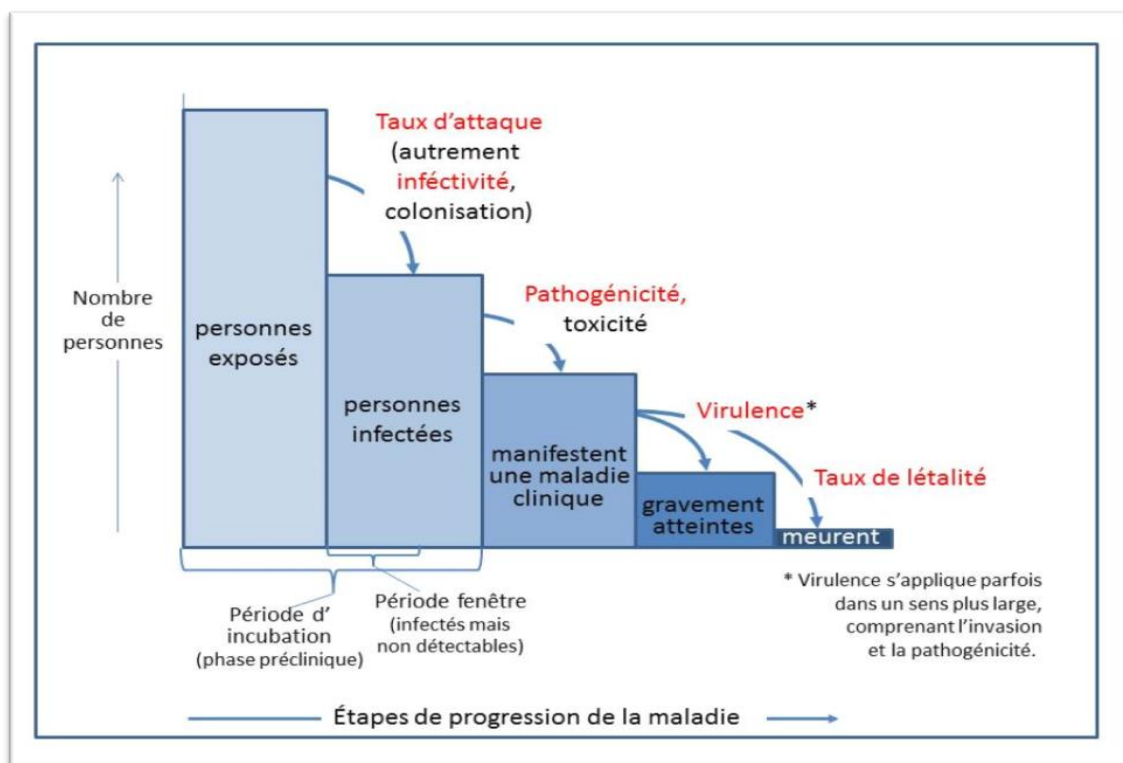 Taux d'attaque
(autrement
inféctivité,
colonisation)
Nombre
de
personnes
personnes
exposés
Pathogénicité,
toxicité
personnes
infectées
Virulence*
manifestent
une maladie
clinique
Taux de létalité
gravement
atteintes
meurent
Période d'
incubation
(phase préclinique)
Période fenêtre
(infectés mais
non détectables)
* Virulence s'applique parfois
dans un sens plus large,
comprenant l'invasion
et la pathogénicité.
Étapes de progression de la maladie